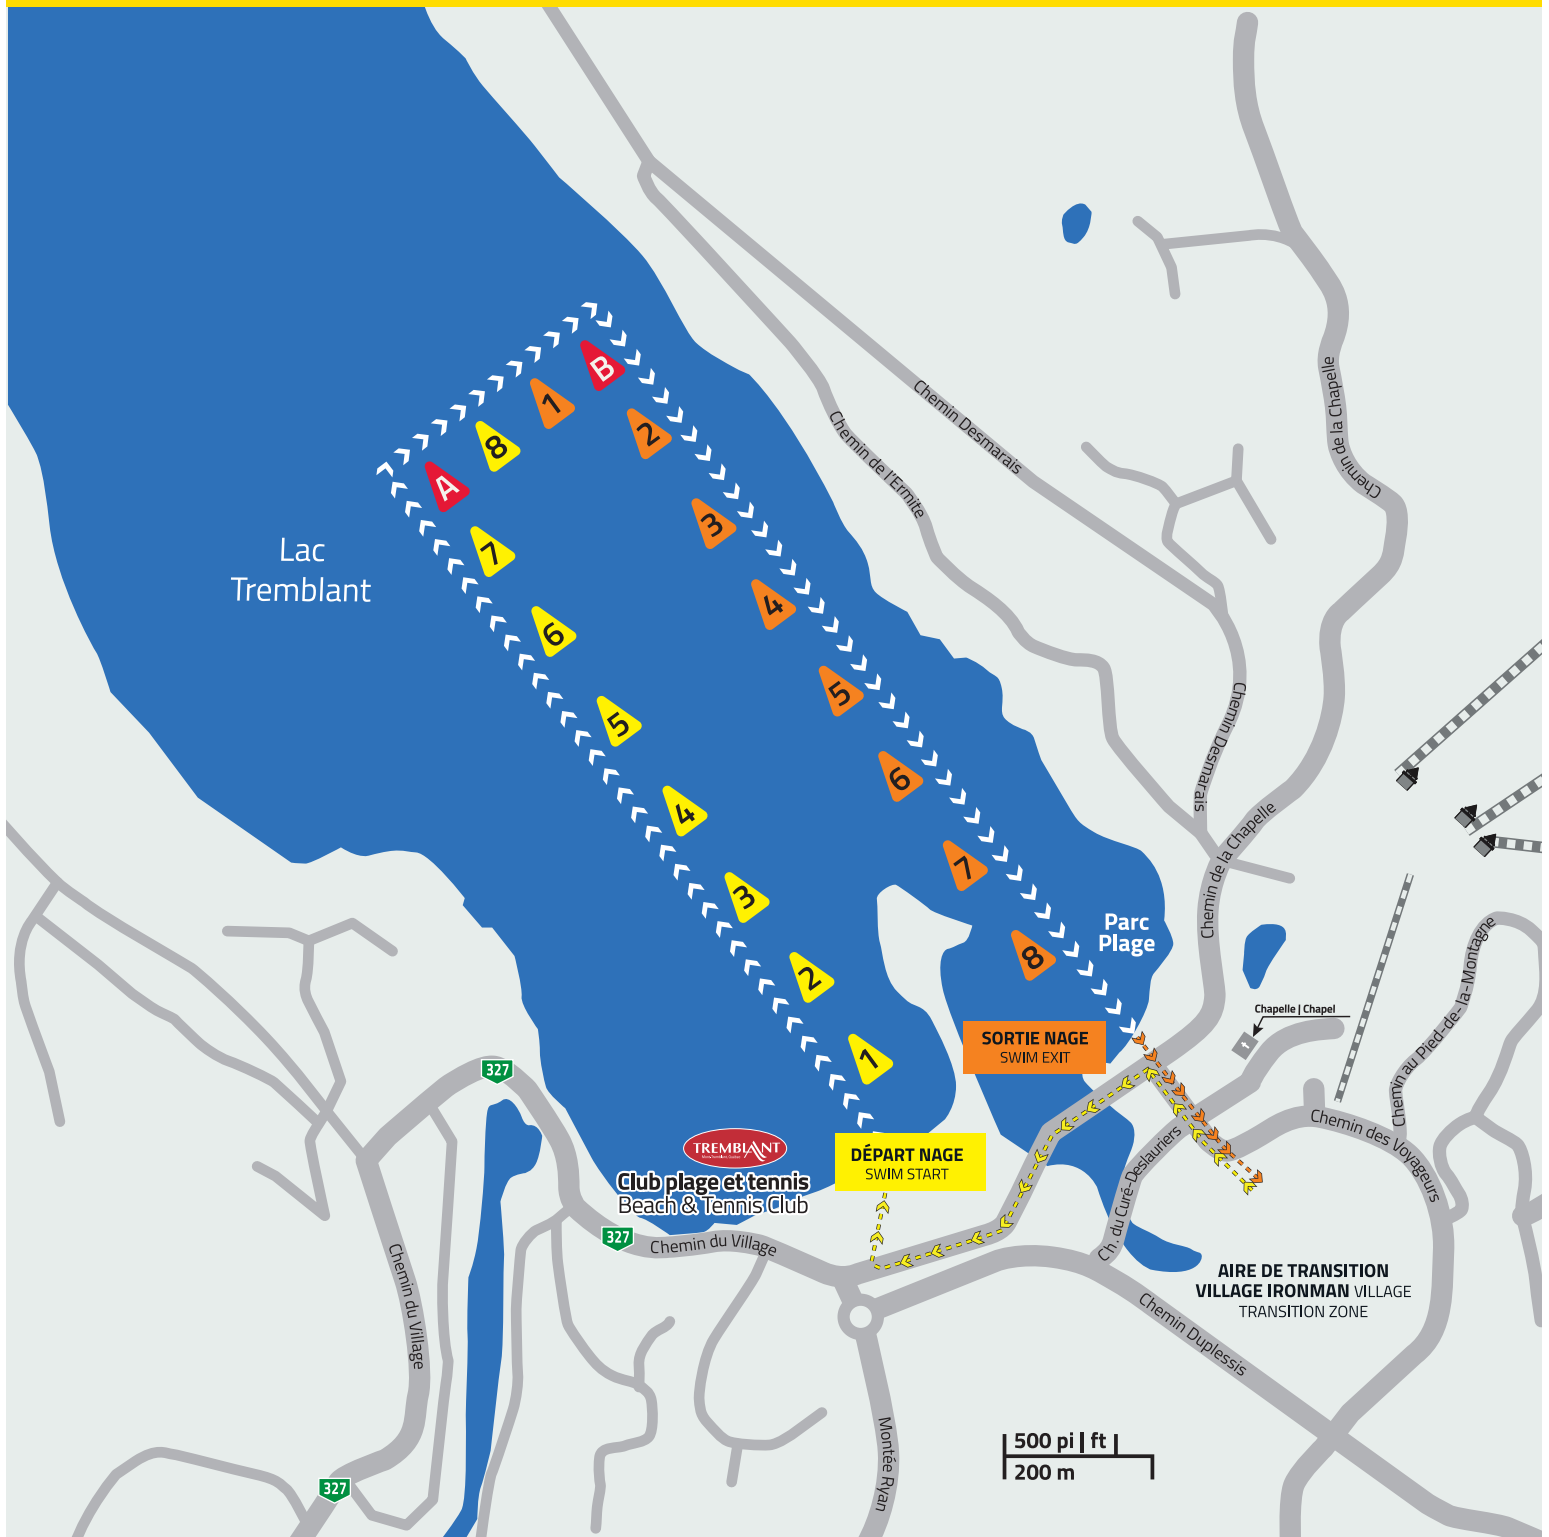 B
1
8
2
A
3
7
4
6
5
5
6
4
7
3
8
2
1
Lac
Tremblant
Chemin Desmarais
Chemin de l'Ermite
Chemin de la Chapelle
Chemin Desmarais
Chemin de la Chapelle
Parc
Plage
Chapelle | Chapel
SORTIE NAGE
SWIM EXIT
Chemin au Pied-de-la-Montagne
Chemin des Voyageurs
Ch. du Curé-Deslauriers
327
TREMBLANT
Club plage et tennis
Beach & Tennis Club
DÉPART NAGE
SWIM START
327
Chemin du Village
Chemin du Village
AIRE DE TRANSITION
VILLAGE IRONMAN VILLAGE
TRANSITION ZONE
Chemin Duplessis
Montée Ryan
500 pi | ft
200 m
327